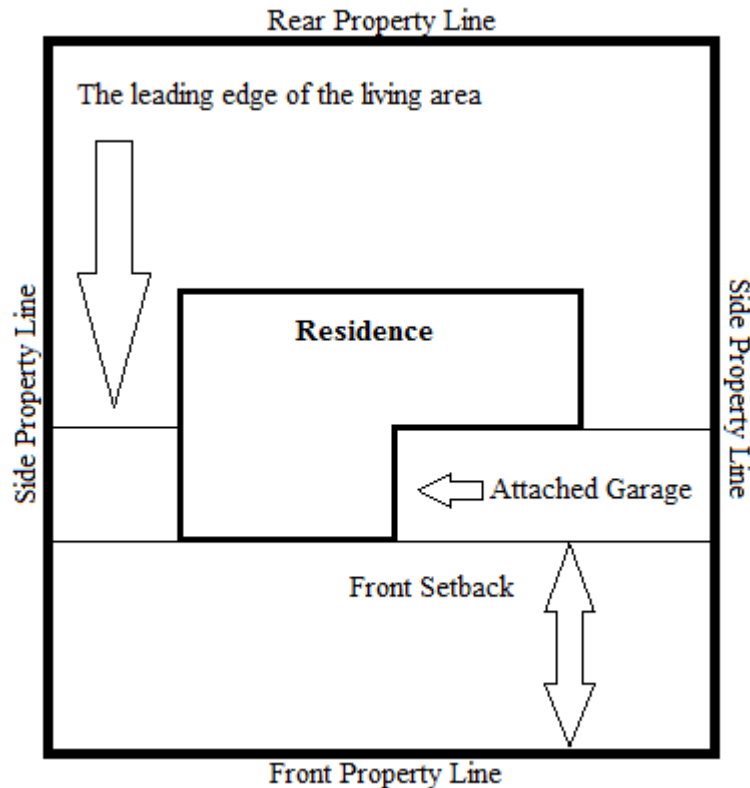 Rear Property Line
The leading edge of the living area
Side Property Line
Residence
Side Property Line
Attached Garage
Front Setback
Front Property Line